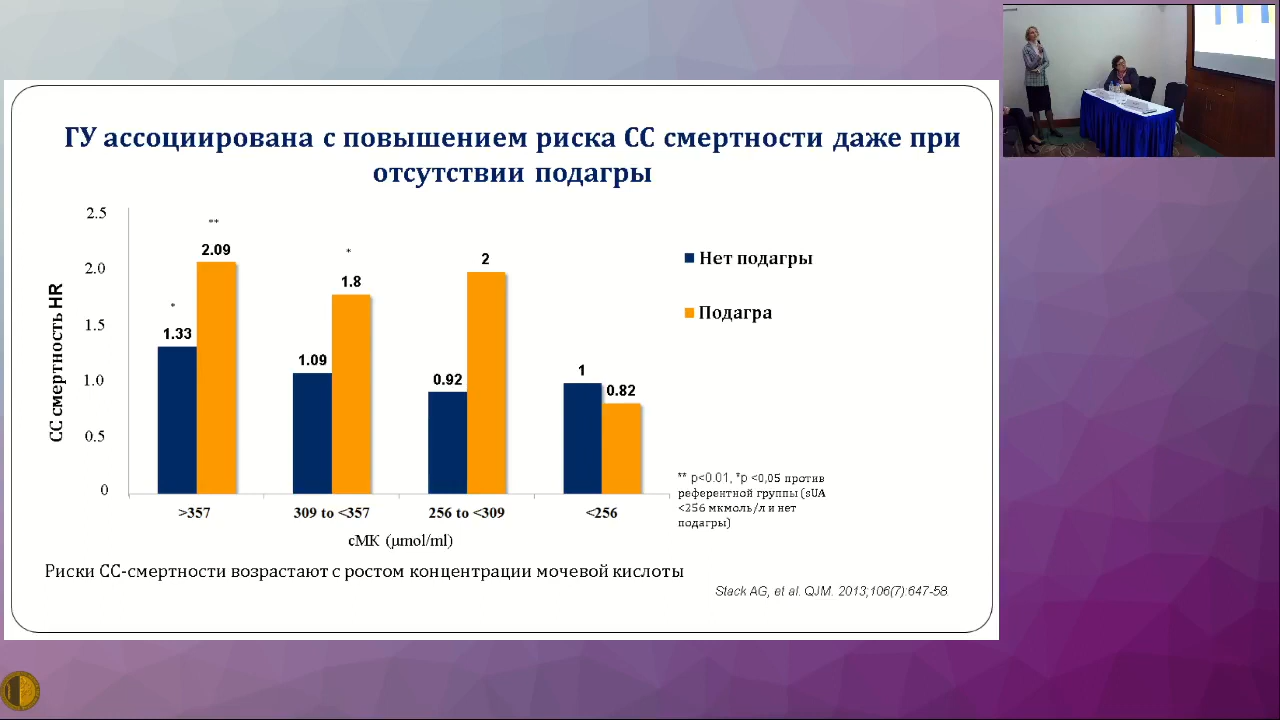 ГУ ассоциирована с повышением риска СС смертности даже при
отсутствии подагры
2.5
2.0
1.5
1.0
0.5
0
СС смертность HR
**
2.09
*
1.33
*
1.8
1.09
2
0.92
1
0.82
>357
309 to <357
256 to <309
<256
сМК (μmol/ml)
Нет подагры
Подагра
** p<0.01, *p <0,05 против
референтной группы (sUA
<256 мкмоль/л и нет
подагры)
Риски СС-смертности возрастают с ростом концентрации мочевой кислоты
Stack AG, et al. QJM. 2013;106(7):647-58